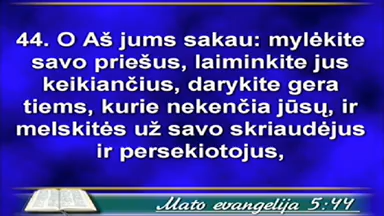 44. O Aš jums sakau: mylėkite
savo priešus, laiminkite jus
keikiančius, darykite gera
tiems, kurie nekenčia jūsų, ir
melskitės už savo skriaudėjus
ir persekiotojus,
Mato evangelija 5:44